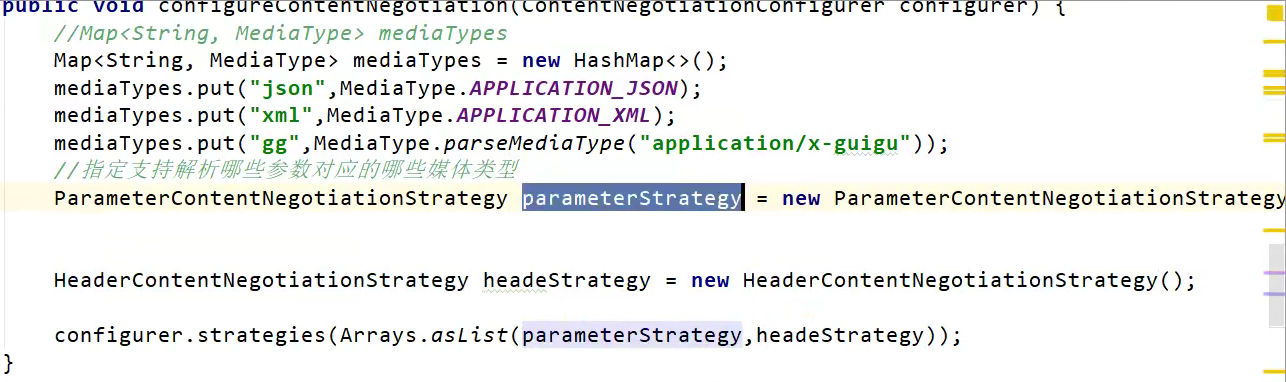 public void configureContentNegotiation(ContentNegotiationConfigurer configurer) {
//Map<String, MediaType> mediaTypes
Map<String, MediaType> mediaTypes = new HashMap<>();
mediaTypes.put("json",MediaType.APPLICATION_JSON);
mediaTypes.put("xml",MediaType.APPLICATION_XML);
mediaTypes.put("gg",MediaType.parseMediaType("application/x-guigu"));
//指定支持解析哪些参数对应的哪些媒体类型
ParameterContentNegotiationStrategy parameterStrategy = new ParameterContentNegotiationStrategy
HeaderContentNegotiationStrategy headeStrategy = new HeaderContentNegotiationStrategy();
configurer.strategies(Arrays.asList(parameterStrategy,headeStrategy));
}